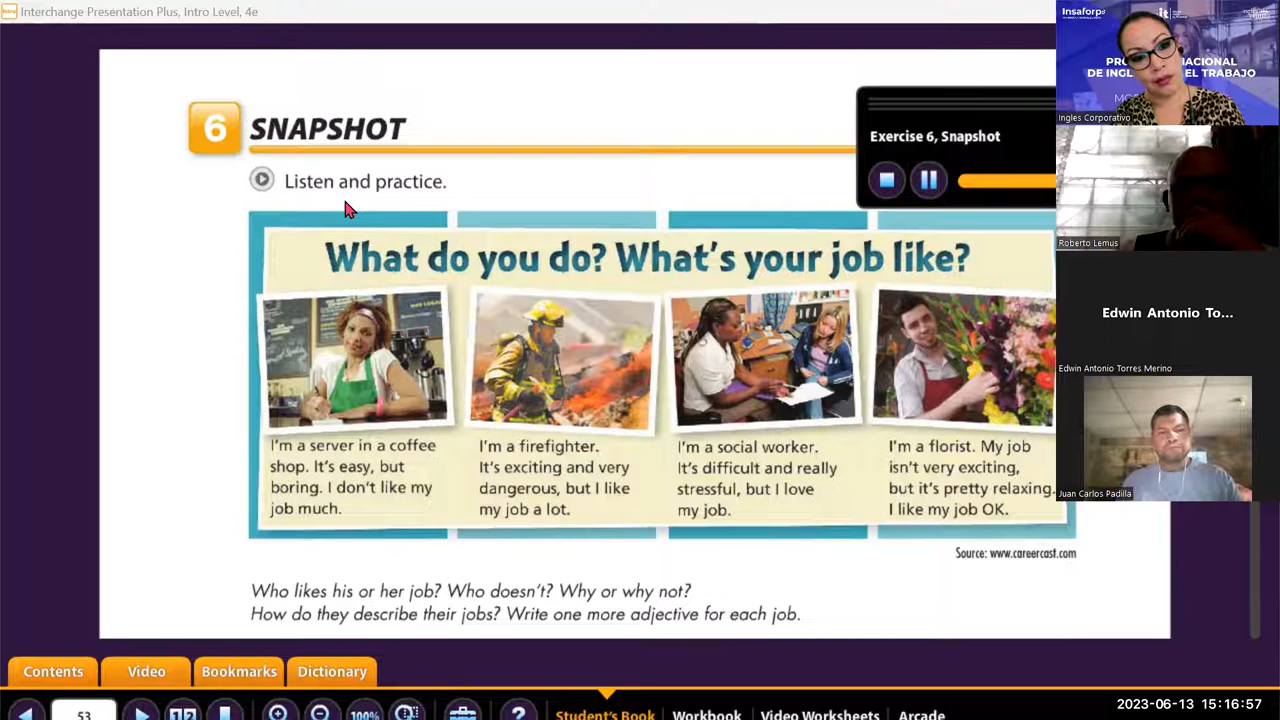 Interchange Presentation Plus, Intro Level, 4e
6 SNAPSHOT
Listen and practice.
Exercise 6, Snapshot
What do you do? What's your job like?
I'm a server in a coffee
shop. It's easy, but
boring. I don't like my
job much.
I'm a firefighter.
It's exciting and very
dangerous, but I like
my job a lot.
I'm a social worker.
It's difficult and really
stressful, but I love
my job.
I'm a florist. My job
isn't very exciting,
but it's pretty relaxing.
I like my job OK.
Source: www.careercast.com
Who likes his or her job? Who doesn't? Why or why not?
How do they describe their jobs? Write one more adjective for each job.
Insaforp
it
Ingles Corporativo
Roberto Lemus
Edwin Antonio To...
Edwin Antonio Torres Merino
Juan Carlos Padilla
Contents
Video
Bookmarks
Dictionary
53
100%
?
Student's Book
Workbook
Video Worksheets
Arcade
2023-06-13 15:16:57